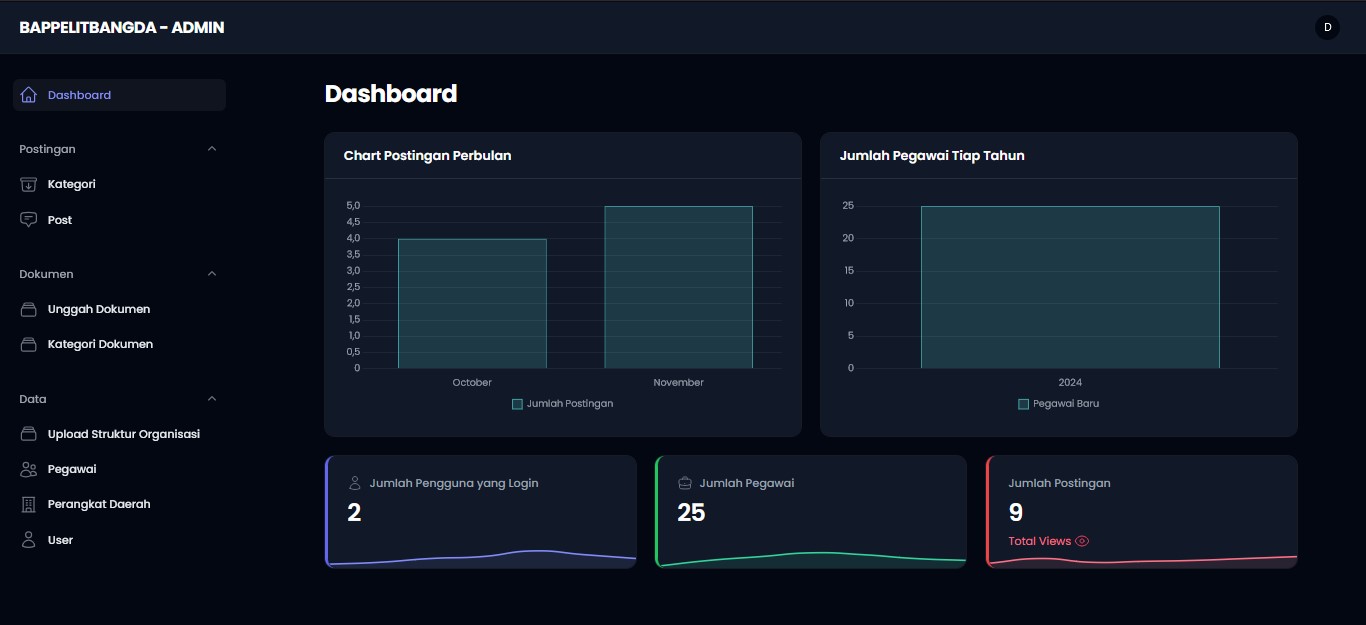 BAPPELITBANGDA - ADMIN
D
Dashboard
Postingan
Kategori
Post
Dokumen
Unggah Dokumen
Kategori Dokumen
Data
Upload Struktur Organisasi
Pegawai
Perangkat Daerah
User
Dashboard
Chart Postingan Perbulan
5,0
4,5
4,0
3,5
3,0
2,5
2,0
1,5
1,0
0,5
0
October November
Jumlah Postingan
Jumlah Pegawai Tiap Tahun
25
20
15
10
5
0
2024
Pegawai Baru
Jumlah Pengguna yang Login
2
Jumlah Pegawai
25
Jumlah Postingan
9
Total Views